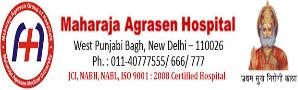 Maharaja Agrasen Hospital
West Punjabi Bagh, New Delhi – 110026
Ph. : 011-40777555/ 666/ 777
JCI, NABH, NABL, ISO 9001 : 2008 Certified Hospital
प्रथम सुख निरोगी काया